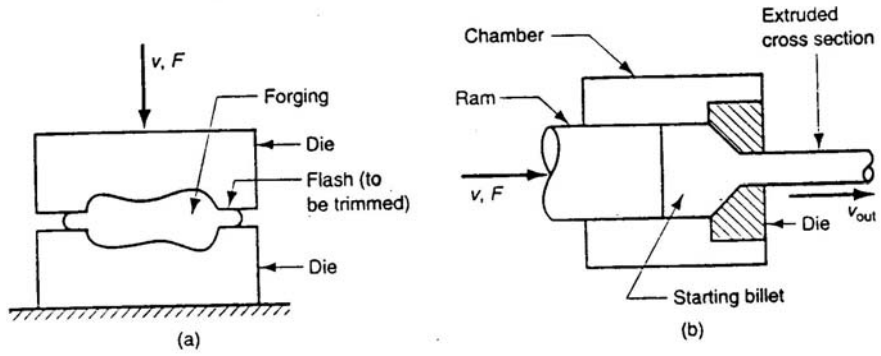 v, F
Forging
Die
Flash (to
be trimmed)
Die
(a)
Extruded
cross section
Chamber
Ram
v, F
v_out
Die
Starting billet
(b)